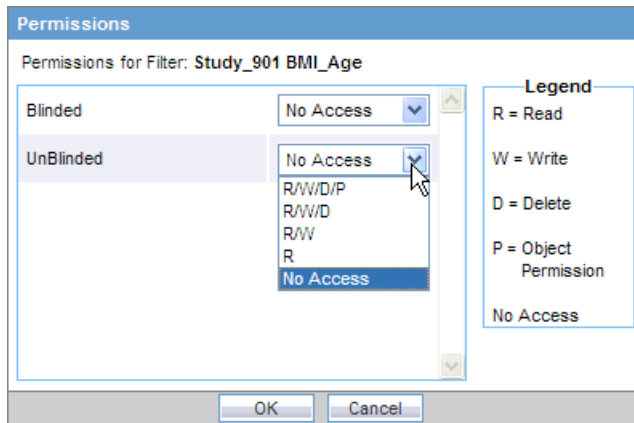 Permissions
Permissions for Filter: Study_901 BMI_Age
Blinded
No Access
UnBlinded
No Access
R/W/D/P
R/W/D
R/W
R
No Access
Legend
R = Read
W = Write
D = Delete
P = Object
Permission
No Access
OK
Cancel